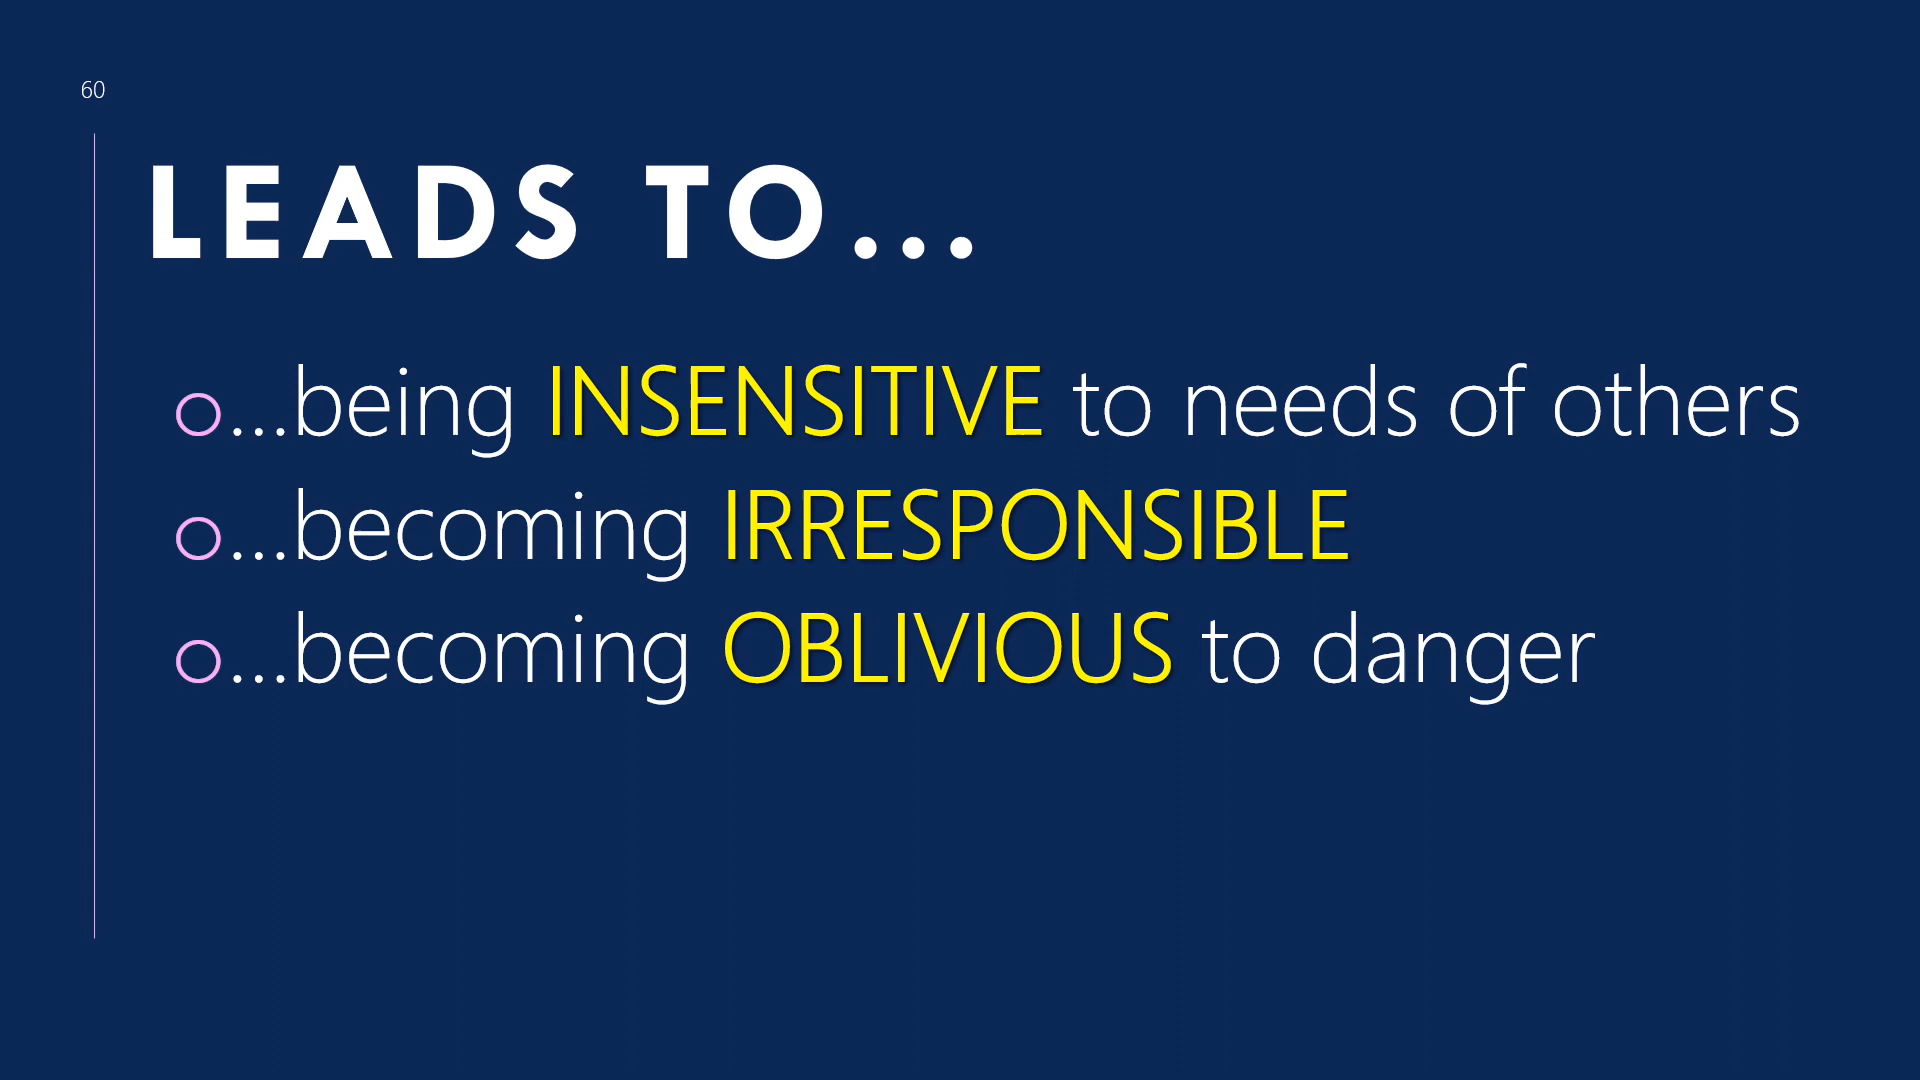 60
LEADS TO...
...being INSENSITIVE to needs of others
...becoming IRRESPONSIBLE
...becoming OBLIVIOUS to danger